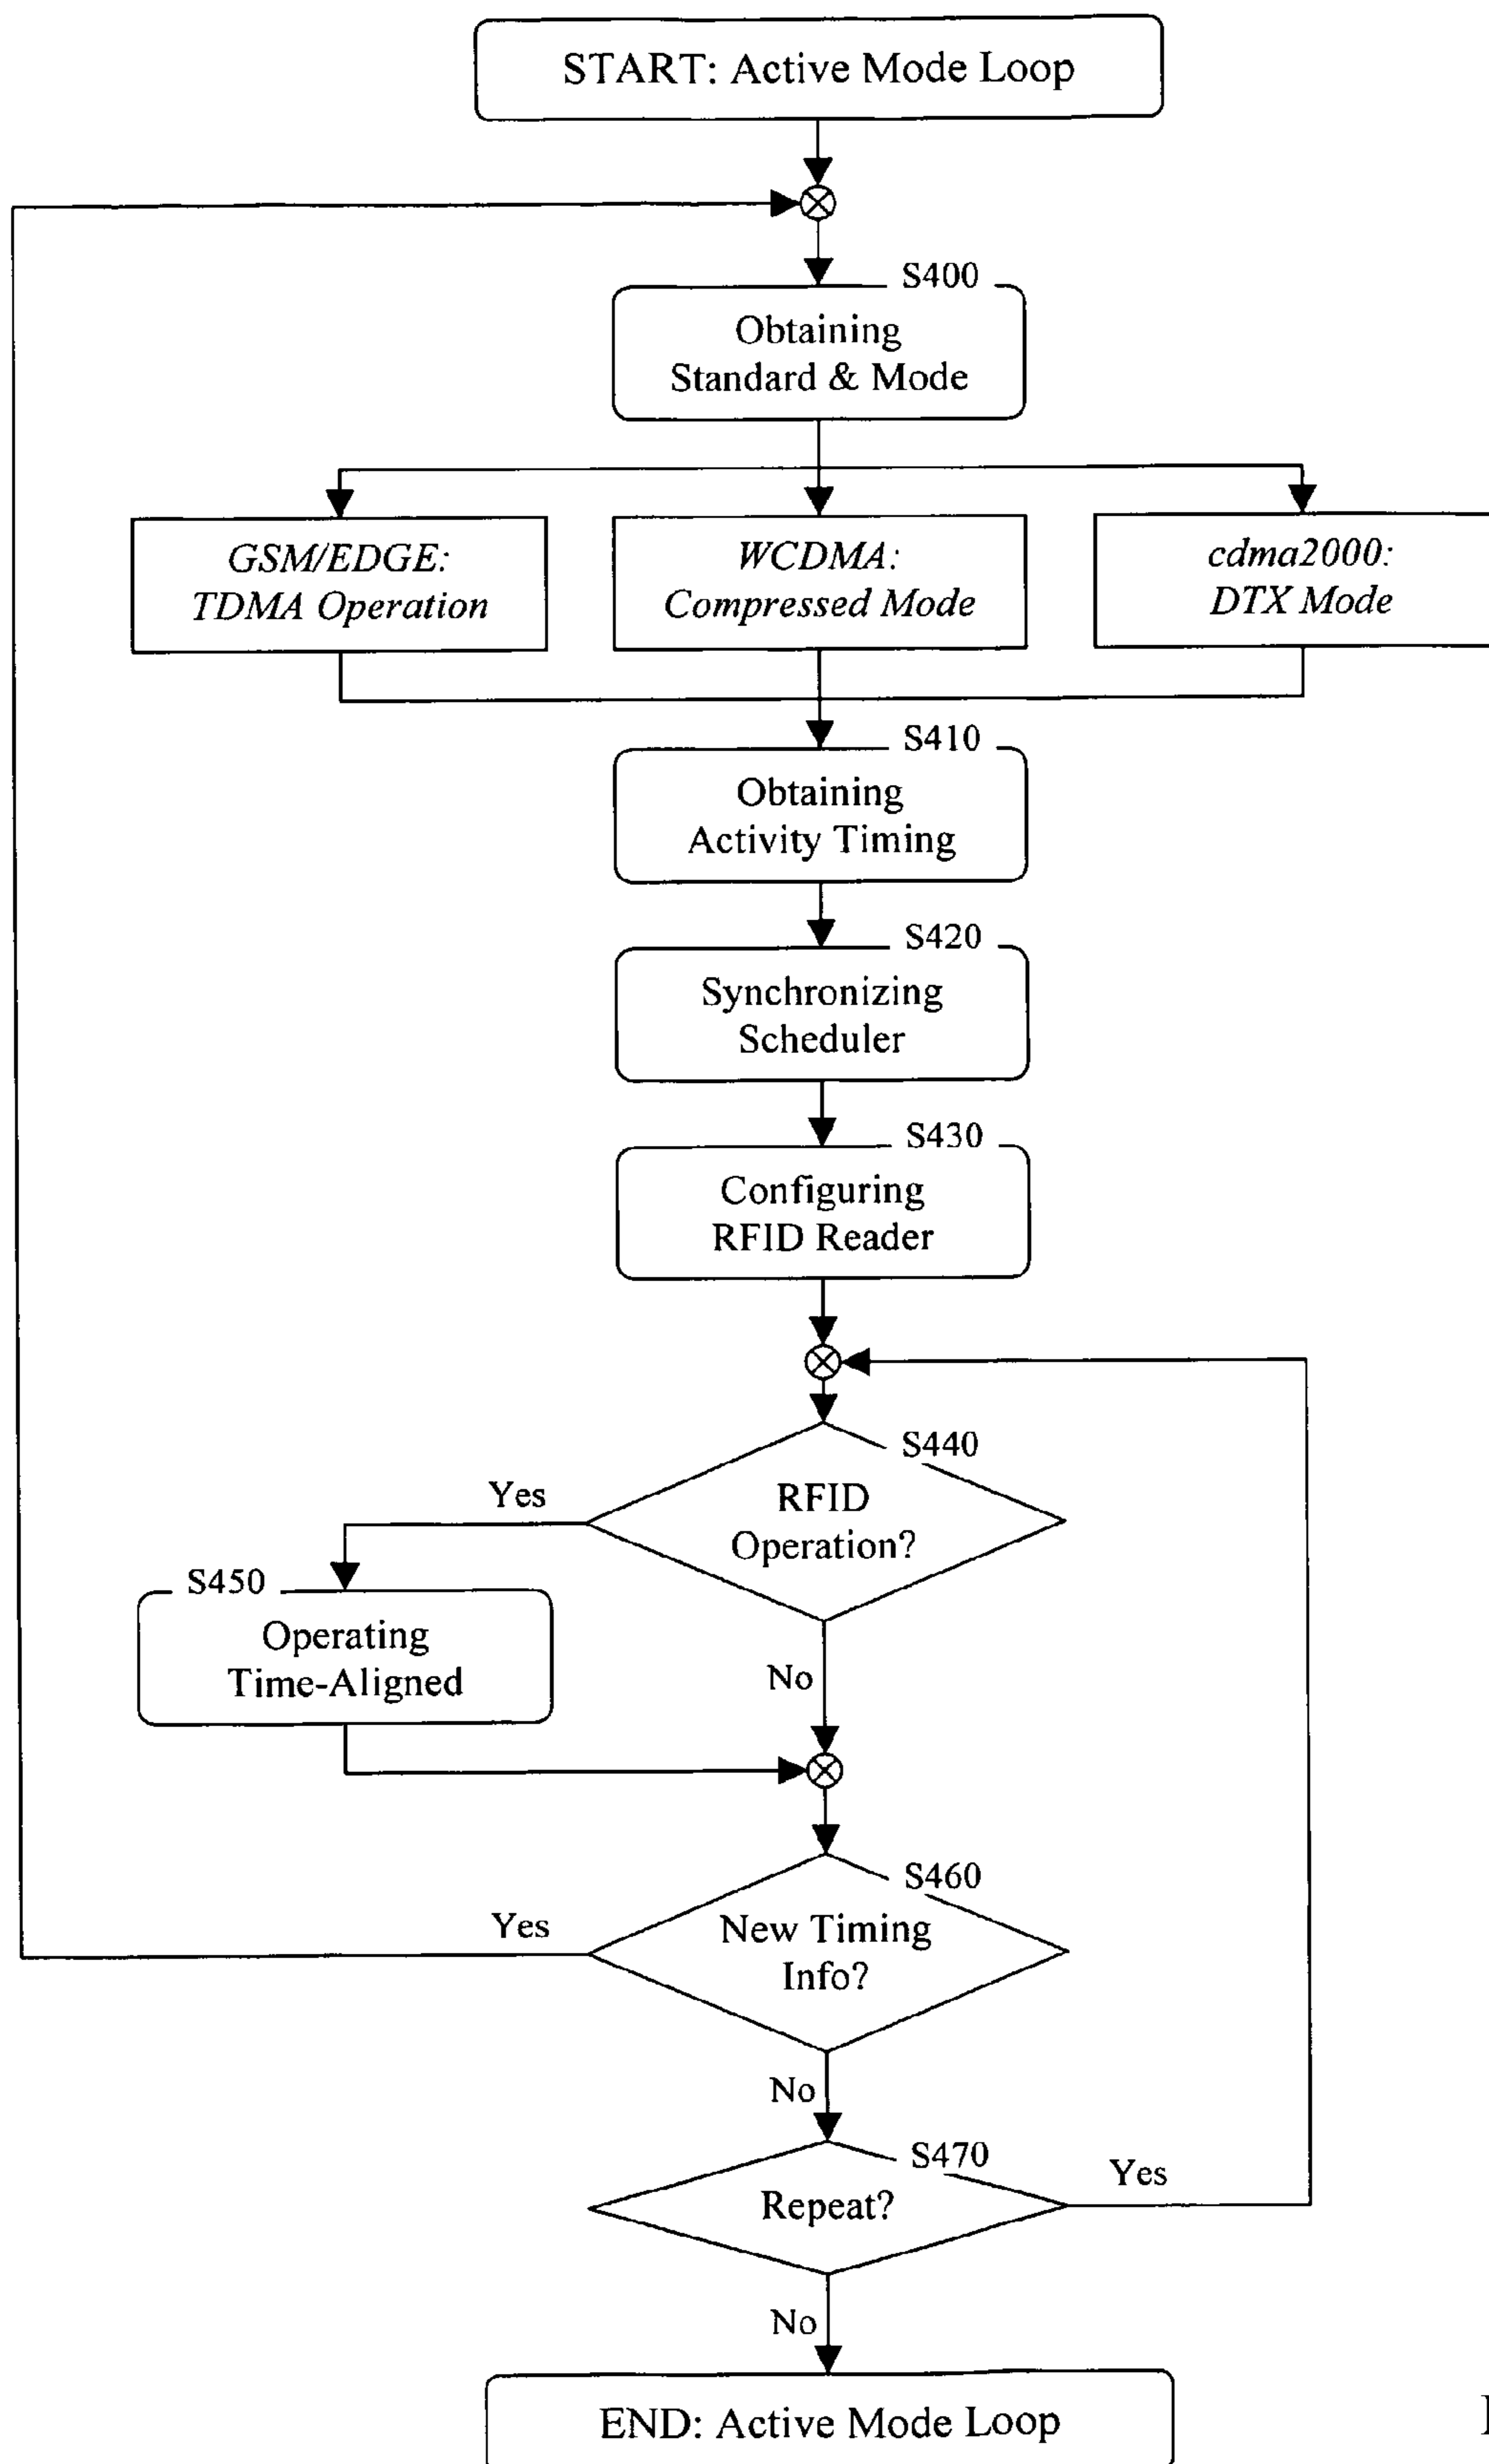 START: Active Mode Loop
S400
Obtaining
Standard & Mode
GSM/EDGE:
TDMA Operation
WCDMA:
Compressed Mode
cdma2000:
DTX Mode
S410
Obtaining
Activity Timing
S420
Synchronizing
Scheduler
S430
Configuring
RFID Reader
S440
RFID
Operation?
Yes
S450
Operating
Time-Aligned
No
S460
New Timing
Info?
Yes
No
S470
Repeat?
Yes
No
END: Active Mode Loop